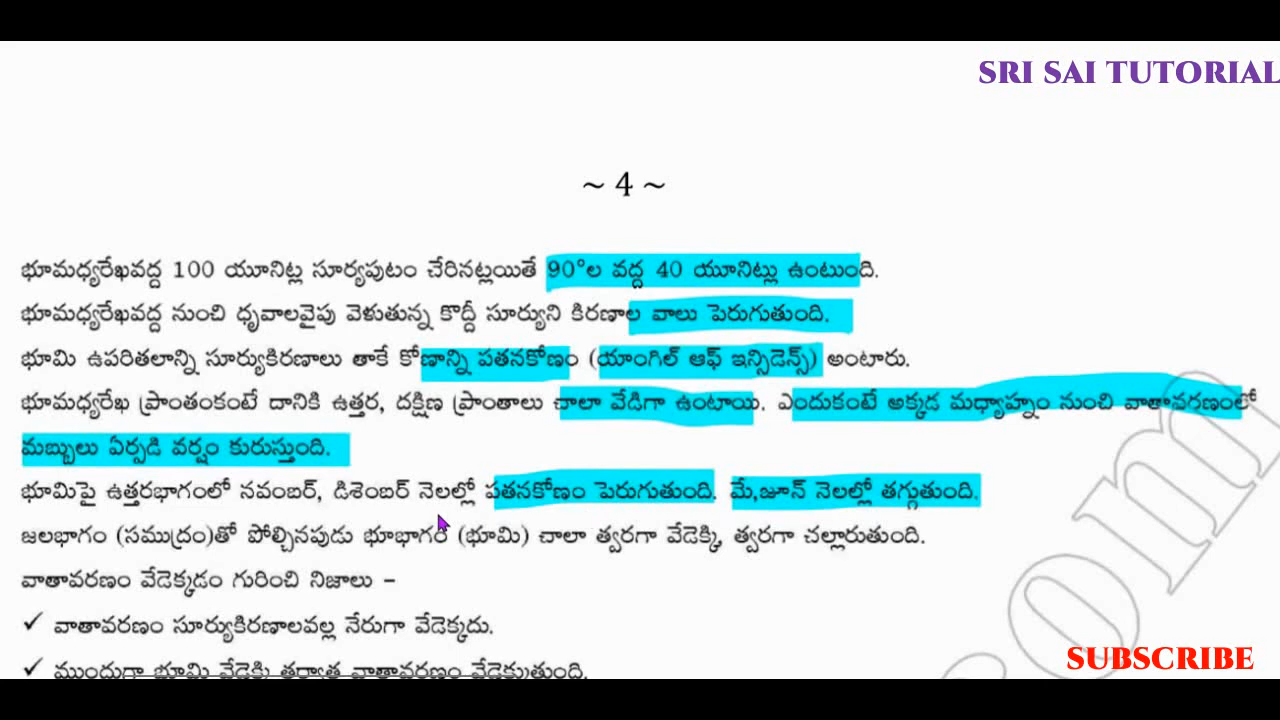 SRI SAI TUTORIAL
~ 4 ~
భూమధ్యరేఖవద్ద 100 యూనిట్ల సూర్యపుటం చేరినట్లయితే 90°ల వద్ద 40 యూనిట్లు ఉంటుంది.
భూమధ్యరేఖవద్ద నుంచి ధృవాలవైపు వెళుతున్న కొద్దీ సూర్యుని కిరణాల వాలు పెరుగుతుంది.
భూమి ఉపరితలాన్ని సూర్యుకిరణాలు తాకే కోణాన్ని పతనకోణం (యాంగిల్ ఆఫ్ ఇన్సిడెన్స్) అంటారు.
భూమధ్యరేఖ ప్రాంతంకంటే దానికి ఉత్తర, దక్షిణ ప్రాంతాలు చాలా వేడిగా ఉంటాయి. ఎందుకంటే అక్కడ మధ్యాహ్నం నుంచి వాతావరణంలో
మబ్బులు ఏర్పడి వర్షం కురుస్తుంది.
భూమిపై ఉత్తరభాగంలో నవంబర్, డిశెంబర్ నెలల్లో పతనకోణం పెరుగుతుంది. మే,జూన్ నెలల్లో తగ్గుతుంది.
జలభాగం (సముద్రం)తో పోల్చినపుడు భూభాగం (భూమి) చాలా త్వరగా వేడెక్కి, త్వరగా చల్లారుతుంది.
వాతావరణం వేడెక్కడం గురించి నిజాలు –
✓ వాతావరణం సూర్యుకిరణాలవల్ల నేరుగా వేడెక్కదు.
✓ ముందుగా భూమి వేడెక్కి తర్వాత వాతావరణం వేడెక్కుతుంది.
com
SUBSCRIBE